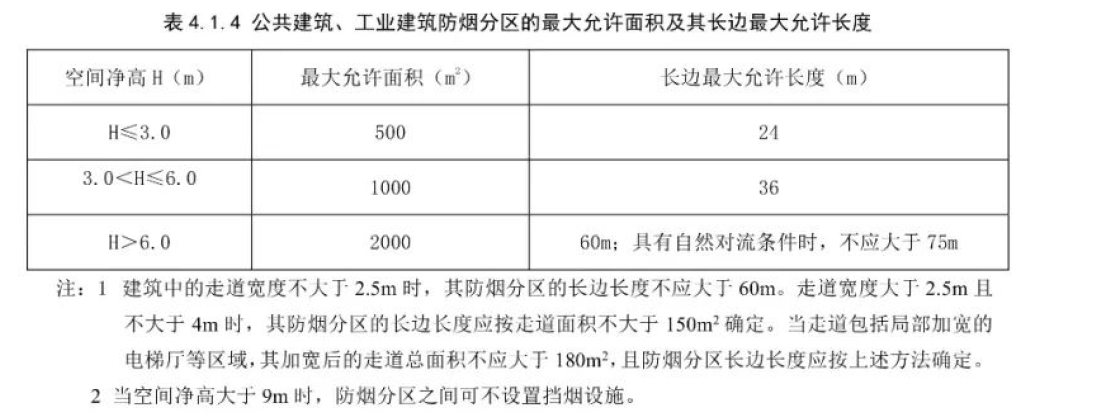 表 4.1.4 公共建筑、工业建筑防烟分区的最大允许面积及其长边最大允许长度
空间净高 H（m） 最大允许面积（m²） 长边最大允许长度（m）
H≤3.0 500 24
3.0<H≤6.0 1000 36
H>6.0 2000 60m；具有自然对流条件时，不应大于 75m
注：1 建筑中的走道宽度不大于 2.5m 时，其防烟分区的长边长度不应大于 60m。走道宽度大于 2.5m 且
不大于 4m 时，其防烟分区的长边长度应按走道面积不大于 150m² 确定。当走道包括局部加宽的
电梯厅等区域，其加宽后的走道总面积不应大于 180m²，且防烟分区长边长度应按上述方法确定。
2 当空间净高大于 9m 时，防烟分区之间可不设置挡烟设施。